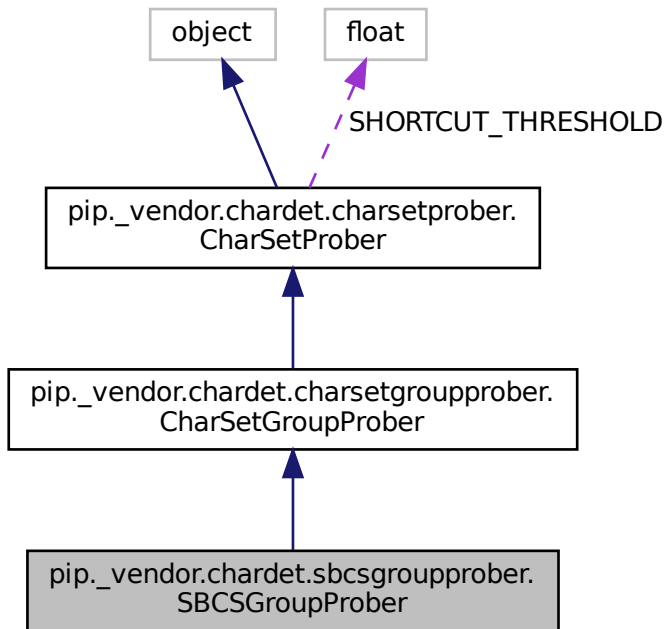 object
float
SHORTCUT_THRESHOLD
pip._vendor.chardet.charsetprober.
CharSetProber
pip._vendor.chardet.charsetgroupprober.
CharSetGroupProber
pip._vendor.chardet.sbcsgroupprober.
SBCSGroupProber